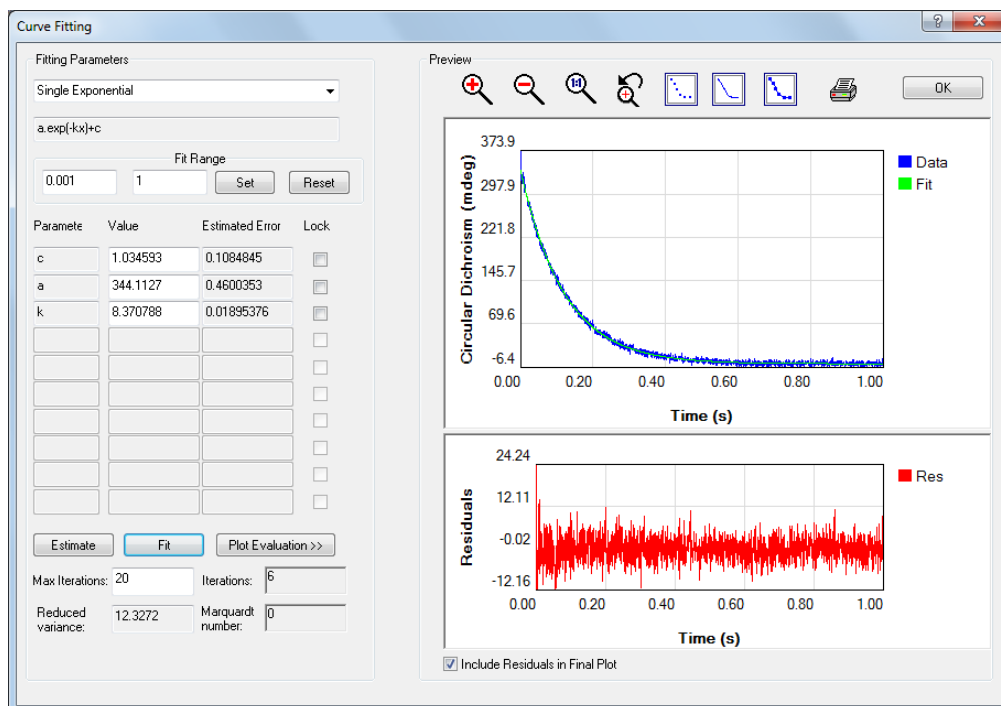 Curve Fitting
?
X
Fitting Parameters
Single Exponential
a.exp(-kx)+c
Fit Range
0.001 1 Set Reset
Paramete Value Estimated Error Lock
c 1.034593 0.1084845
a 344.1127 0.4600353
k 8.370788 0.01895376
Estimate Fit Plot Evaluation >>
Max Iterations: 20 Iterations: 6
Reduced variance: 12.3272 Marquardt number: 0
Preview
1:1
OK
Circular Dichroism (mdeg)
373.9
297.9
221.8
145.7
69.6
-6.4
0.00 0.20 0.40 0.60 0.80 1.00
Time (s)
Data
Fit
Residuals
24.24
12.11
-0.02
-12.16
0.00 0.20 0.40 0.60 0.80 1.00
Time (s)
Res
Include Residuals in Final Plot